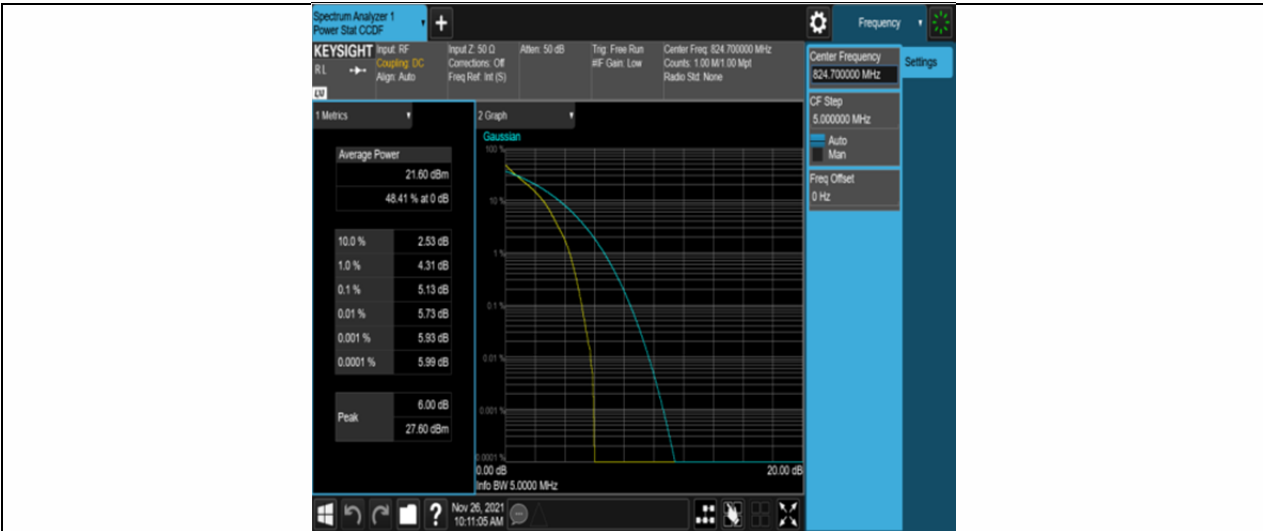 Spectrum Analyzer 1
Power Stat CCDF
Frequency
KEYSIGHT
RL
LV
Input: RF
Coupling: DC
Align: Auto
Input Z: 50 Ω
Corrections: Off
Freq Ref: Int (S)
Atten: 50 dB
Trig: Free Run
#IF Gain: Low
Center Freq: 824.700000 MHz
Counts: 1.00 M/1.00 Mpt
Radio Std: None
Center Frequency
824.700000 MHz
Settings
CF Step
5.000000 MHz
Auto
Man
Freq Offset
0 Hz
1 Metrics
Average Power
21.60 dBm
48.41 % at 0 dB
10.0 % 2.53 dB
1.0 % 4.31 dB
0.1 % 5.13 dB
0.01 % 5.73 dB
0.001 % 5.93 dB
0.0001 % 5.99 dB
Peak
6.00 dB
27.60 dBm
2 Graph
Gaussian
100 %
10 %
1 %
0.1 %
0.01 %
0.001 %
0.0001 %
0.00 dB
20.00 dB
Info BW 5.0000 MHz
?
Nov 26, 2021
10:11:05 AM